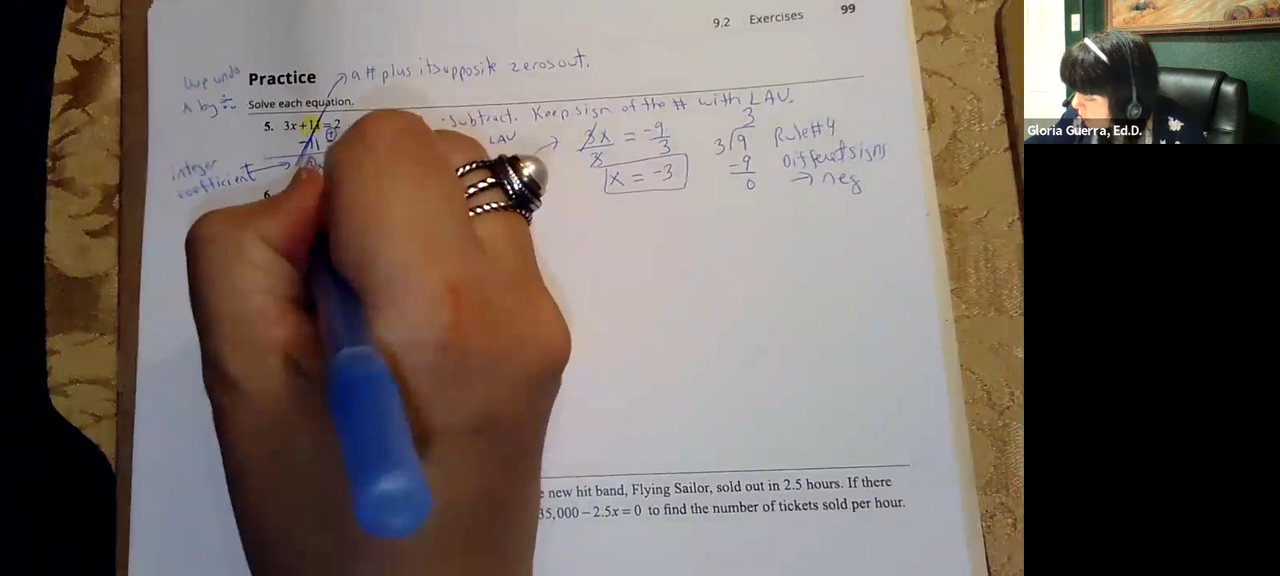 9.2 Exercises 99
we undo
x by ÷.
Practice
a # plus its opposite zeros out.
Solve each equation.
Subtract. Keep sign of the # with LAV.
5. 3x + 11 = 2
LAV
3x/3 = -9/3
x = -3
3
3 9
-9
0
Rule #4
Different signs
→ neg
integer
coefficient
6.
new hit band, Flying Sailor, sold out in 2.5 hours. If there
35,000 – 2.5x = 0 to find the number of tickets sold per hour.
Gloria Guerra, Ed.D.